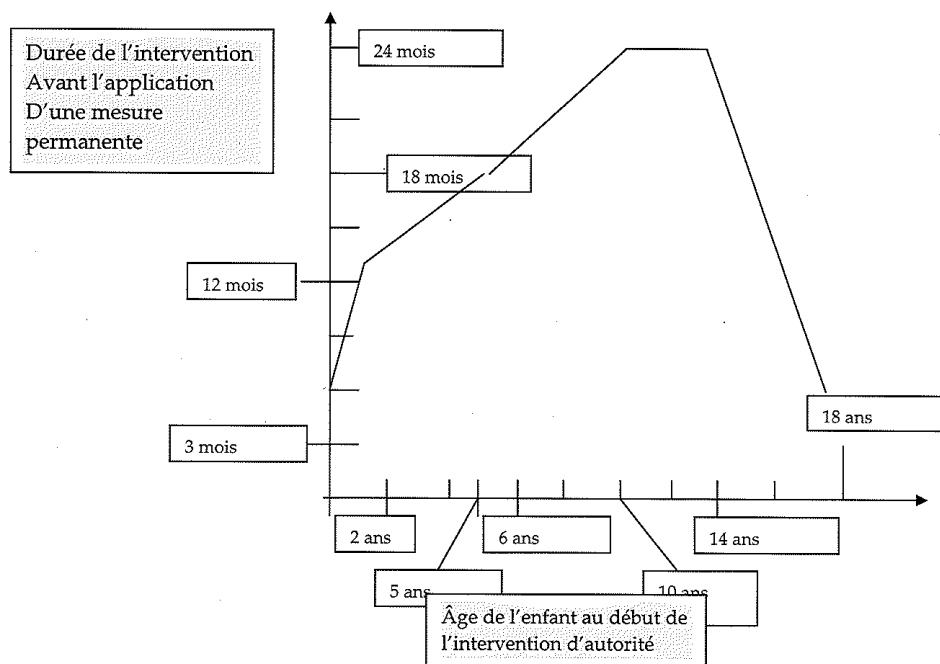 Durée de l'intervention
Avant l'application
D'une mesure
permanente
24 mois
18 mois
12 mois
3 mois
18 ans
2 ans
6 ans
14 ans
5 ans
10 ans
Âge de l'enfant au début de
l'intervention d'autorité